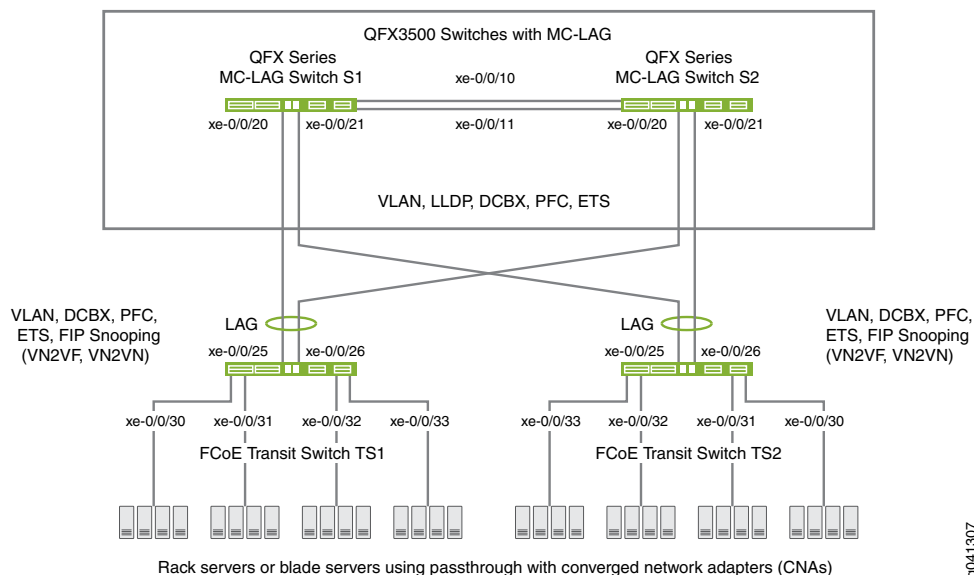 QFX3500 Switches with MC-LAG
QFX Series
MC-LAG Switch S1
QFX Series
MC-LAG Switch S2
xe-0/0/10
xe-0/0/20
xe-0/0/21
xe-0/0/11
xe-0/0/20
xe-0/0/21
VLAN, LLDP, DCBX, PFC, ETS
VLAN, DCBX, PFC,
ETS, FIP Snooping
(VN2VF, VN2VN)
LAG
LAG
VLAN, DCBX, PFC,
ETS, FIP Snooping
(VN2VF, VN2VN)
xe-0/0/25
xe-0/0/26
xe-0/0/25
xe-0/0/26
xe-0/0/30
xe-0/0/31
xe-0/0/32
xe-0/0/33
xe-0/0/33
xe-0/0/32
xe-0/0/31
xe-0/0/30
FCoE Transit Switch TS1
FCoE Transit Switch TS2
Rack servers or blade servers using passthrough with converged network adapters (CNAs)
g041307